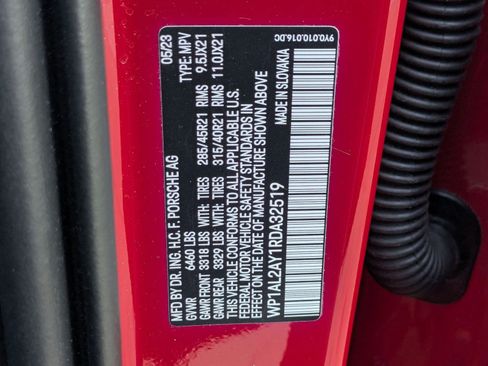 MFD BY DR. ING. H.C. F. PORSCHE AG 05/23
GVWR 6460 LBS TYPE: MPV
GAWR FRONT 3318 LBS WITH: TIRES 285/45R21 RIMS 9.5JX21
GAWR REAR 3829 LBS WITH: TIRES 315/40R21 RIMS 11.0JX21
THIS VEHICLE CONFORMS TO ALL APPLICABLE U.S.
FEDERAL MOTOR VEHICLE SAFETY STANDARDS IN
EFFECT ON THE DATE OF MANUFACTURE SHOWN ABOVE
WP1AL2AY1RDA32519 MADE IN SLOVAKIA
9Y0.010.016.DC